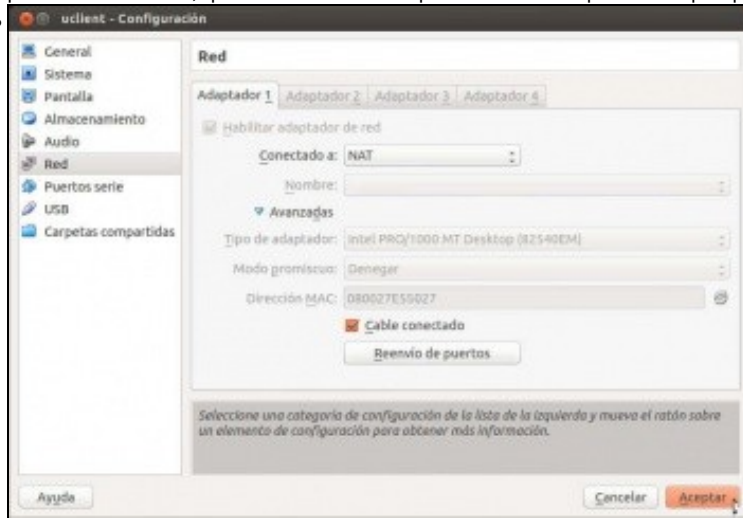 uclient - Configuración
General
Sistema
Pantalla
Almacenamiento
Audio
Red
Puertos serie
USB
Carpetas compartidas
Red
Adaptador 1 Adaptador 2 Adaptador 3 Adaptador 4
Habilitar adaptador de red
Conectado a: NAT
Nombre:
Avanzadas
Tipo de adaptador: Intel PRO/1000 MT Desktop (82540EM)
Modo promiscuo: Denegar
Dirección MAC: 080027E55027
Cable conectado
Reenvío de puertos
Seleccione una categoría de configuración de la lista de la izquierda y mueva el ratón sobre
un elemento de configuración para obtener más información.
Ayuda Cancelar Aceptar